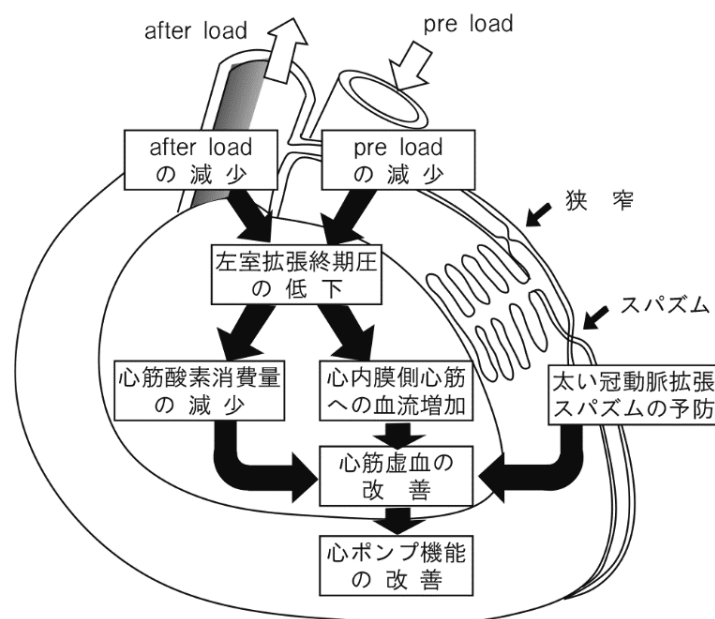 after load
pre load
after load
の 減 少
pre load
の 減 少
狭 窄
左室拡張終期圧
の 低 下
スパズム
心筋酸素消費量
の 減 少
心内膜側心筋
への血流増加
太い冠動脈拡張
スパズムの予防
心筋虚血の
改 善
心ポンプ機能
の 改 善